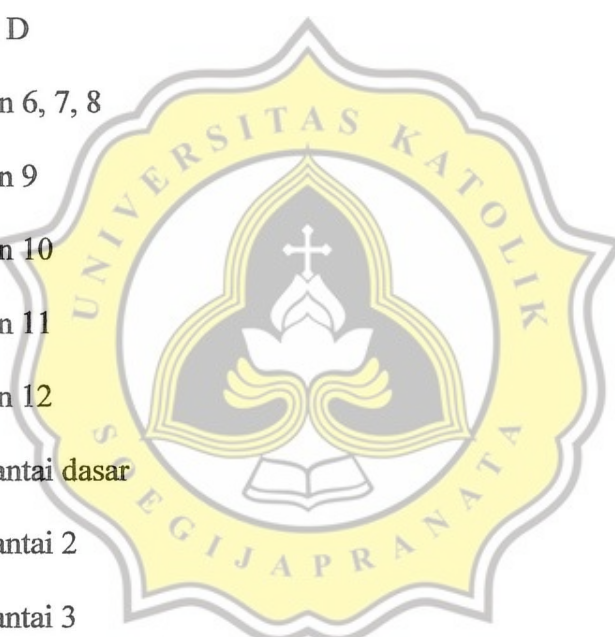 D
n 6, 7, 8
n 9
n 10
n 11
n 12
antai dasar
antai 2
antai 3
UNIVERSITAS KATOLIK
SOEGIJAPRANATA